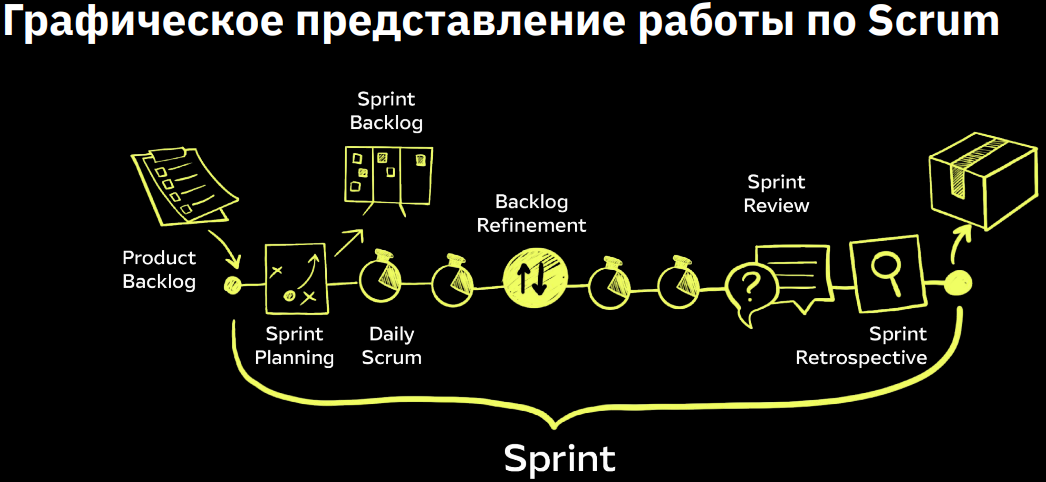 Графическое представление работы по Scrum
Sprint
Backlog
Product
Backlog
Sprint
Planning
Daily
Scrum
Backlog
Refinement
?
Sprint
Review
Sprint
Retrospective
Sprint